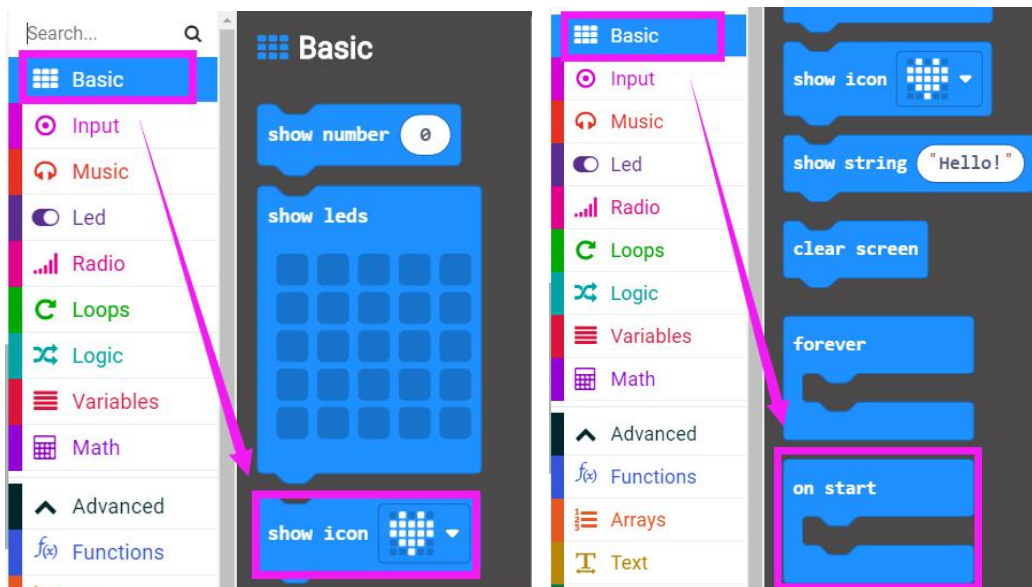 Search...
Basic
Input
Music
Led
Radio
Loops
Logic
Variables
Math
Advanced
f(x) Functions
Basic
show number 0
show leds
show icon
Basic
Input
Music
Led
Radio
Loops
Logic
Variables
Math
Advanced
f(x) Functions
Arrays
Text
show icon
show string "Hello!"
clear screen
forever
on start